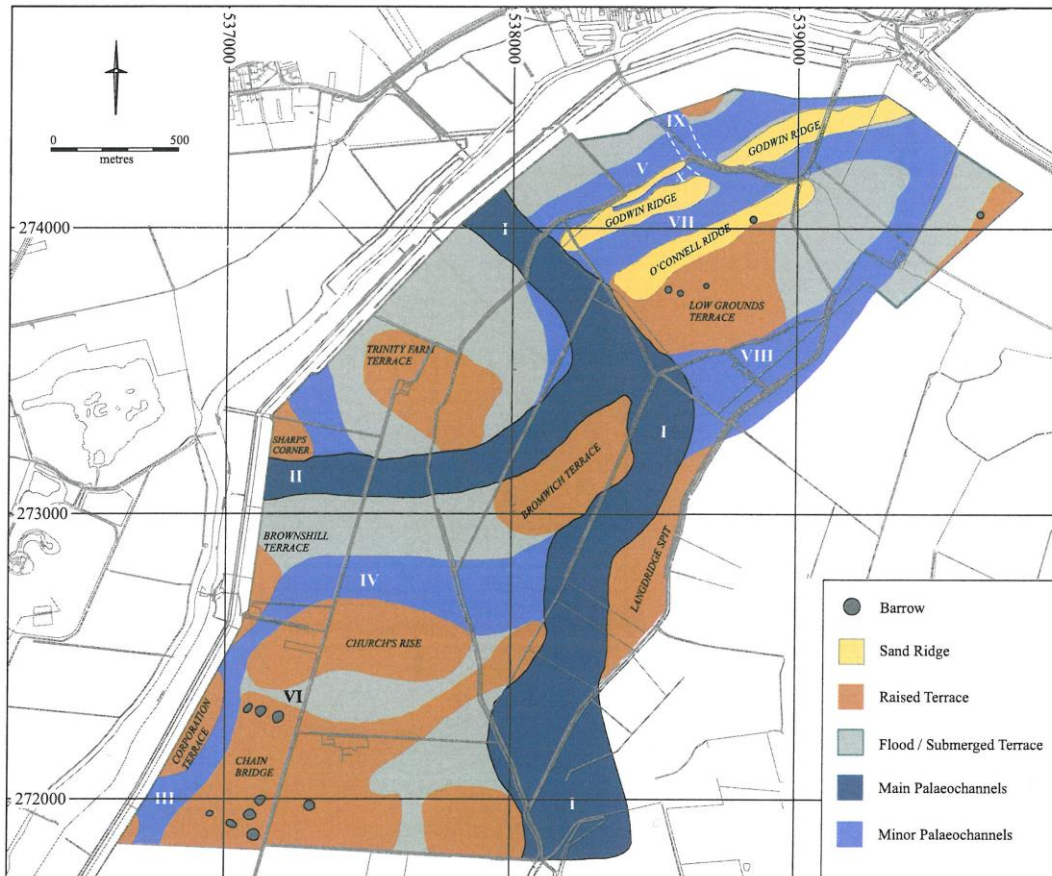 537000
538000
539000
0 500
metres
IX
GODWIN RIDGE
V
X
GODWIN RIDGE
VII
274000
I
O'CONNELL RIDGE
LOW GROUNDS
TERRACE
TRINITY FARM
TERRACE
VIII
SHARP'S
CORNER
I
II
BROMWICH TERRACE
273000
BROWNSHILL
TERRACE
IV
LANGDRIDGE SPIT
CHURCH'S RISE
VI
CORPORATION
TERRACE
CHAIN
BRIDGE
III
272000
I
Barrow
Sand Ridge
Raised Terrace
Flood / Submerged Terrace
Main Palaeochannels
Minor Palaeochannels